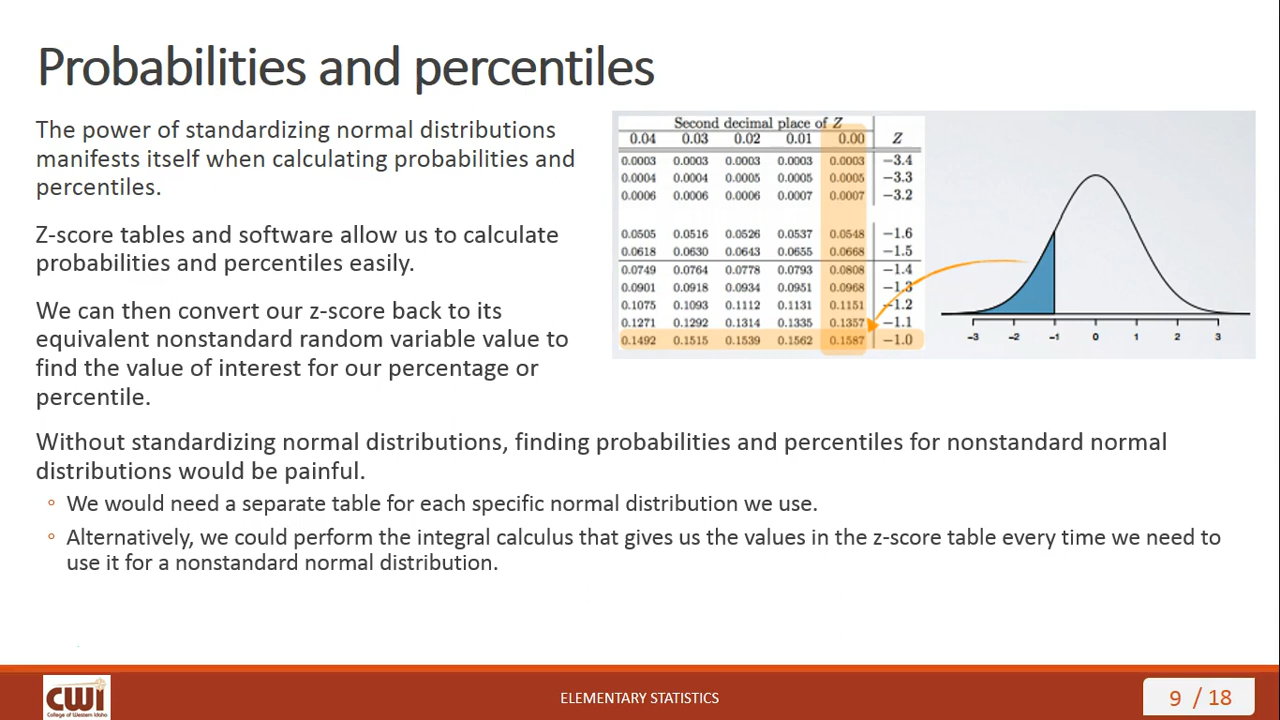 Probabilities and percentiles
The power of standardizing normal distributions
manifests itself when calculating probabilities and
percentiles.
Z-score tables and software allow us to calculate
probabilities and percentiles easily.
We can then convert our z-score back to its
equivalent nonstandard random variable value to
find the value of interest for our percentage or
percentile.
Second decimal place of Z
0.04 0.03 0.02 0.01 0.00 Z
0.0003 0.0003 0.0003 0.0003 0.0003 −3.4
0.0004 0.0004 0.0005 0.0005 0.0005 −3.3
0.0006 0.0006 0.0006 0.0007 0.0007 −3.2
0.0505 0.0516 0.0526 0.0537 0.0548 −1.6
0.0618 0.0630 0.0643 0.0655 0.0668 −1.5
0.0749 0.0764 0.0778 0.0793 0.0808 −1.4
0.0901 0.0918 0.0934 0.0951 0.0968 −1.3
0.1075 0.1093 0.1112 0.1131 0.1151 −1.2
0.1271 0.1292 0.1314 0.1335 0.1357 −1.1
0.1492 0.1515 0.1539 0.1562 0.1587 −1.0
−3 −2 −1 0 1 2 3
Without standardizing normal distributions, finding probabilities and percentiles for nonstandard normal
distributions would be painful.
◦ We would need a separate table for each specific normal distribution we use.
◦ Alternatively, we could perform the integral calculus that gives us the values in the z-score table every time we need to
use it for a nonstandard normal distribution.
CWI
College of Western Idaho
ELEMENTARY STATISTICS
9 / 18